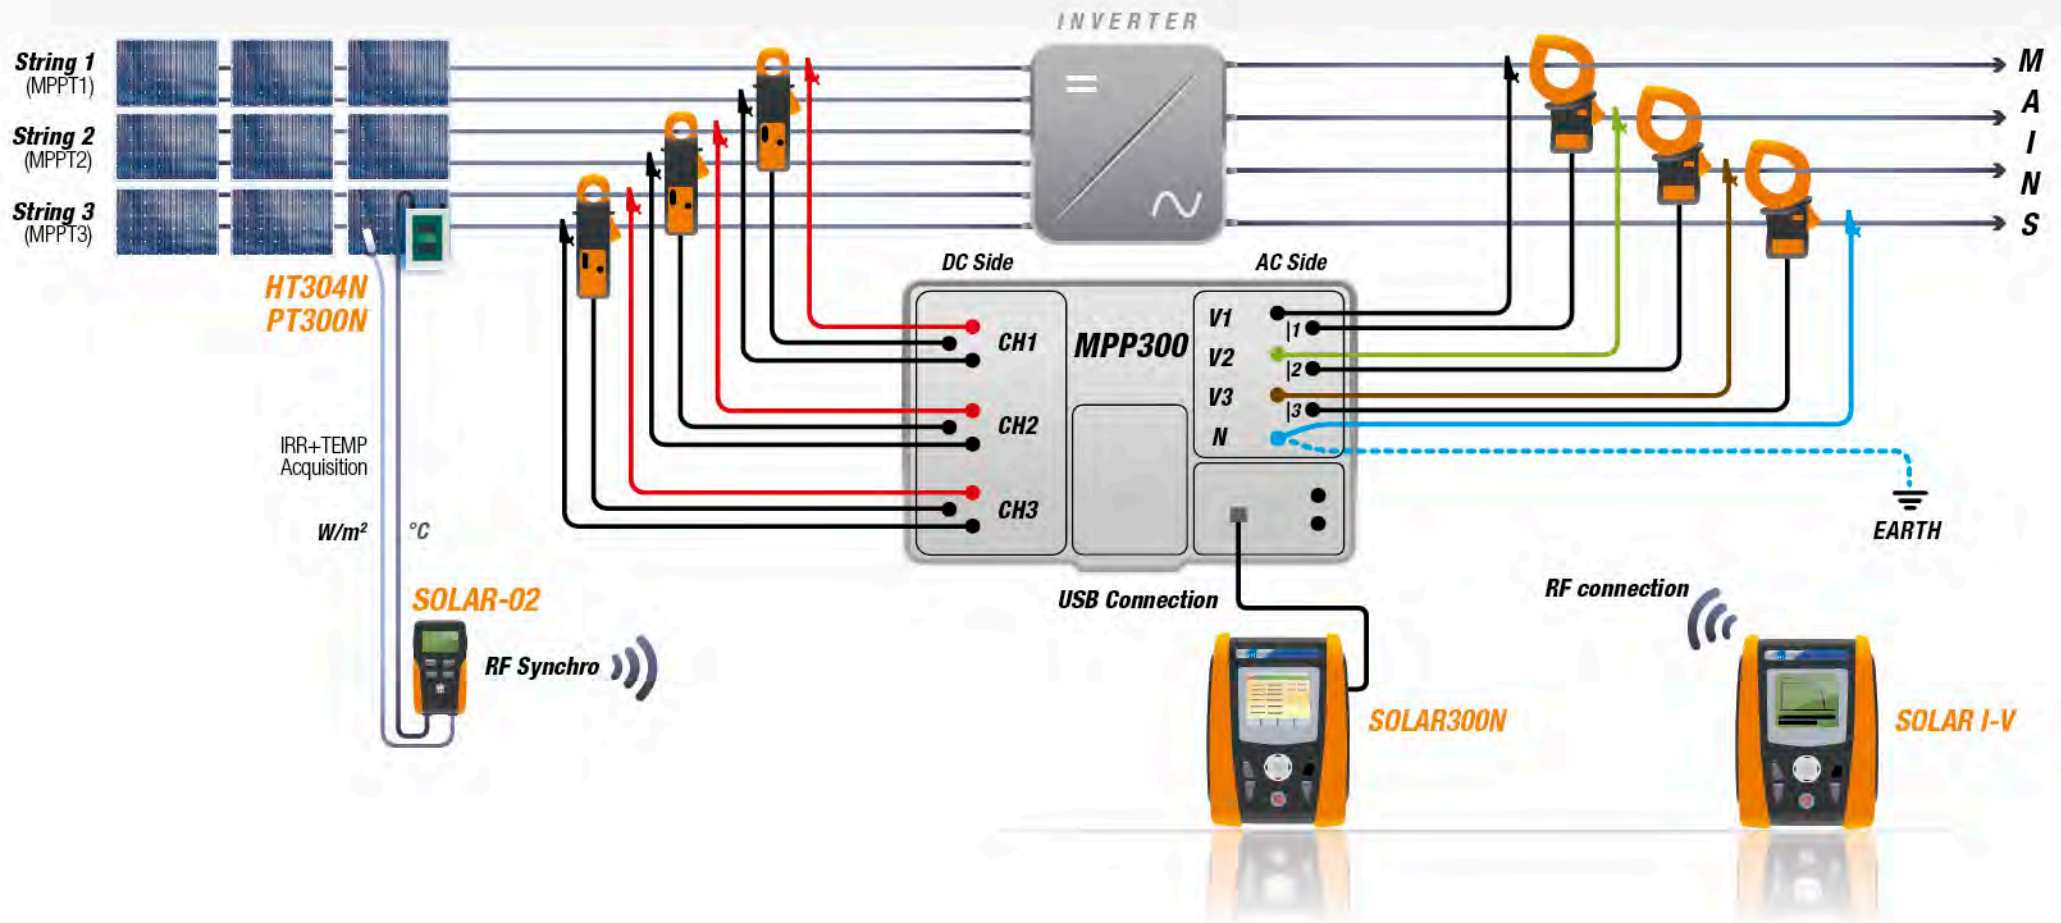 INVERTER
String 1
(MPPT1)
String 2
(MPPT2)
String 3
(MPPT3)
M
A
I
N
S
HT304N
PT300N
DC Side
AC Side
MPP300
CH1
CH2
CH3
V1
I1
V2
I2
V3
I3
N
IRR+TEMP
Acquisition
W/m²
°C
EARTH
SOLAR-02
RF Synchro
USB Connection
RF connection
SOLAR300N
SOLAR I-V